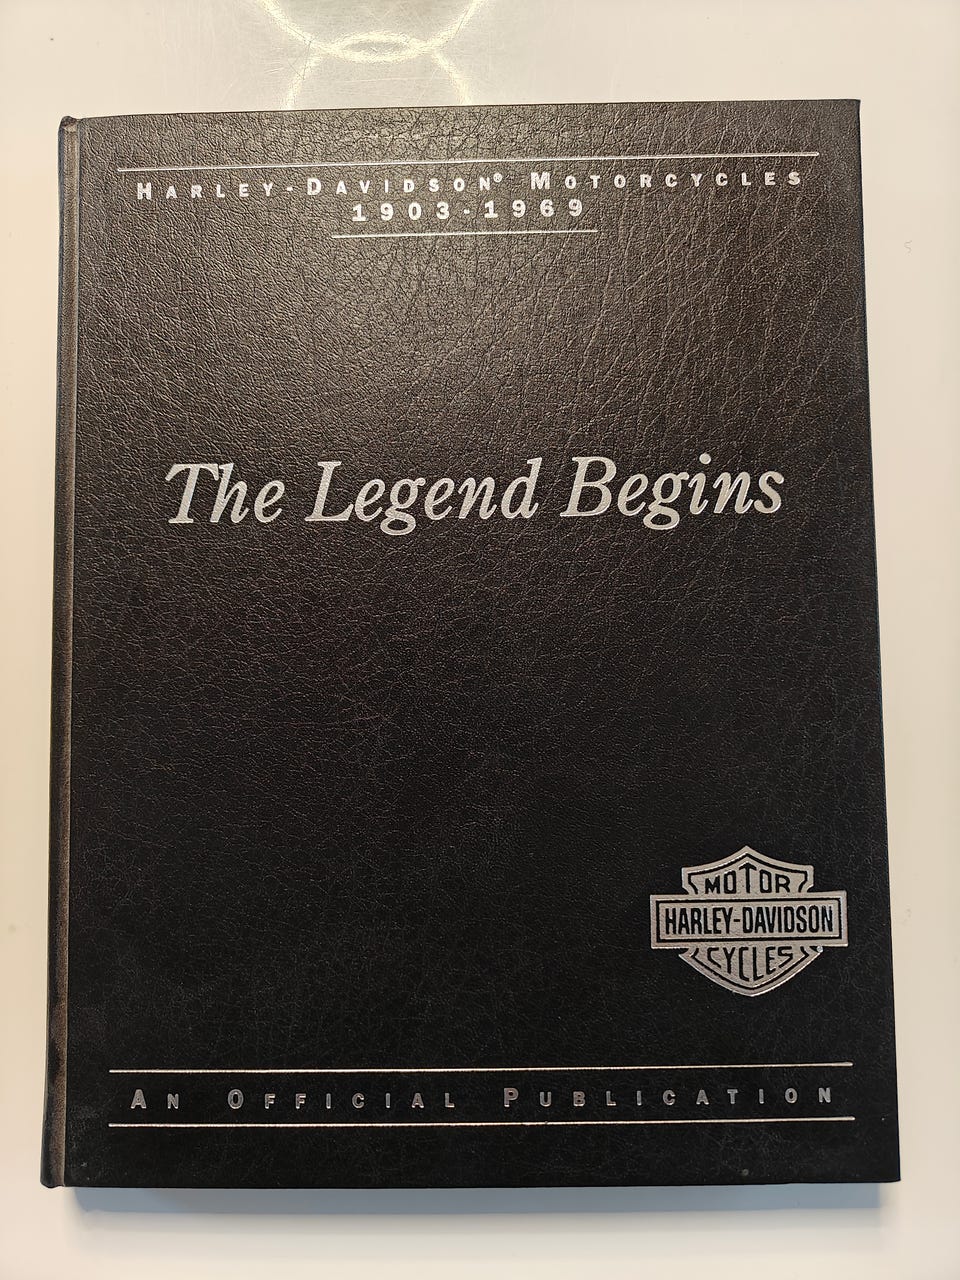 HARLEY-DAVIDSON® MOTORCYCLES
1903-1969
The Legend Begins
MOTOR
HARLEY-DAVIDSON
CYCLES
AN OFFICIAL PUBLICATION